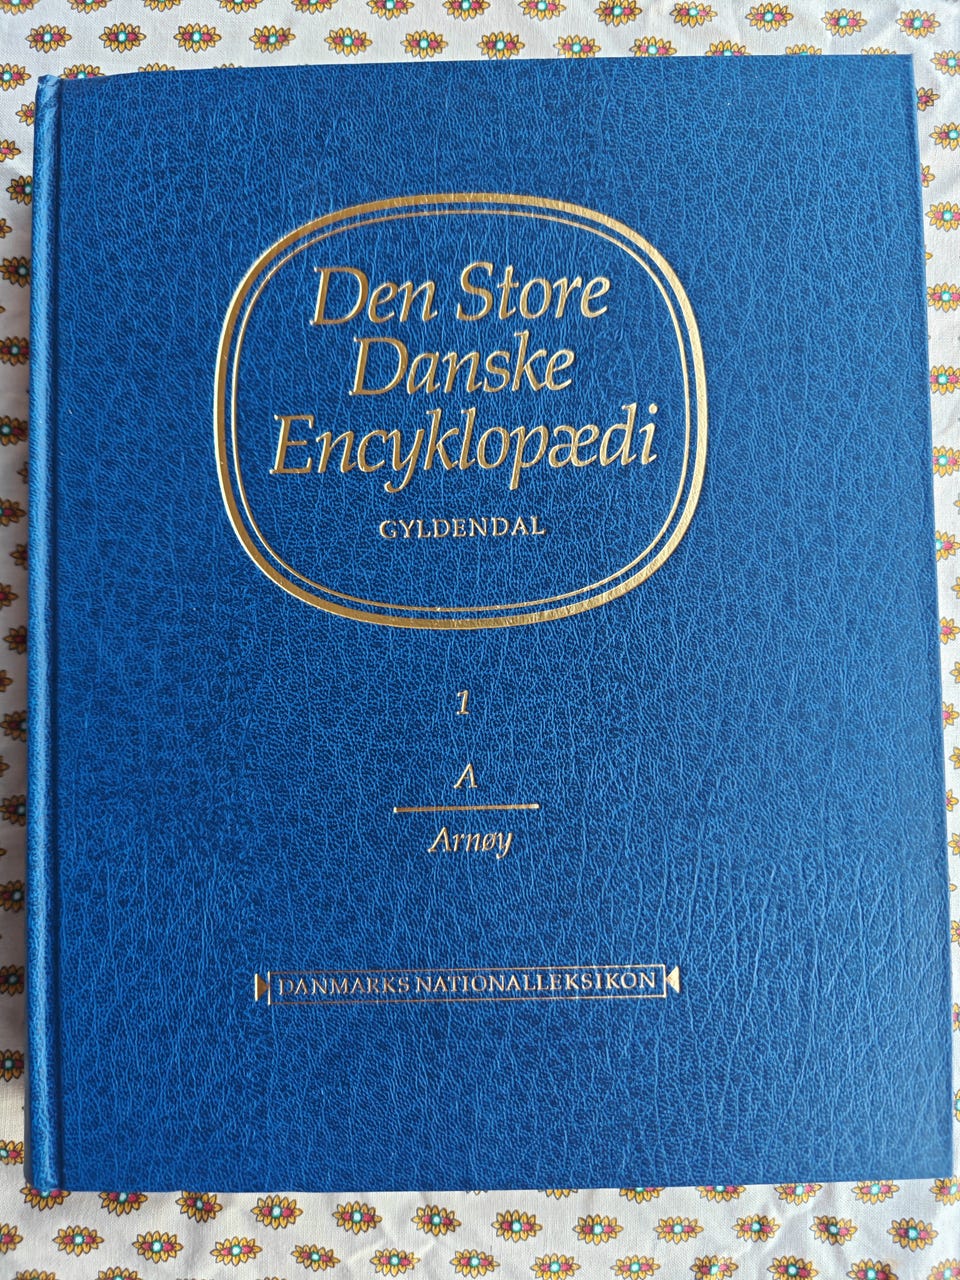 Den Store
Danske
Encyklopædi
GYLDENDAL
1
A
Arnøy
DANMARKS NATIONALLEKSIKON